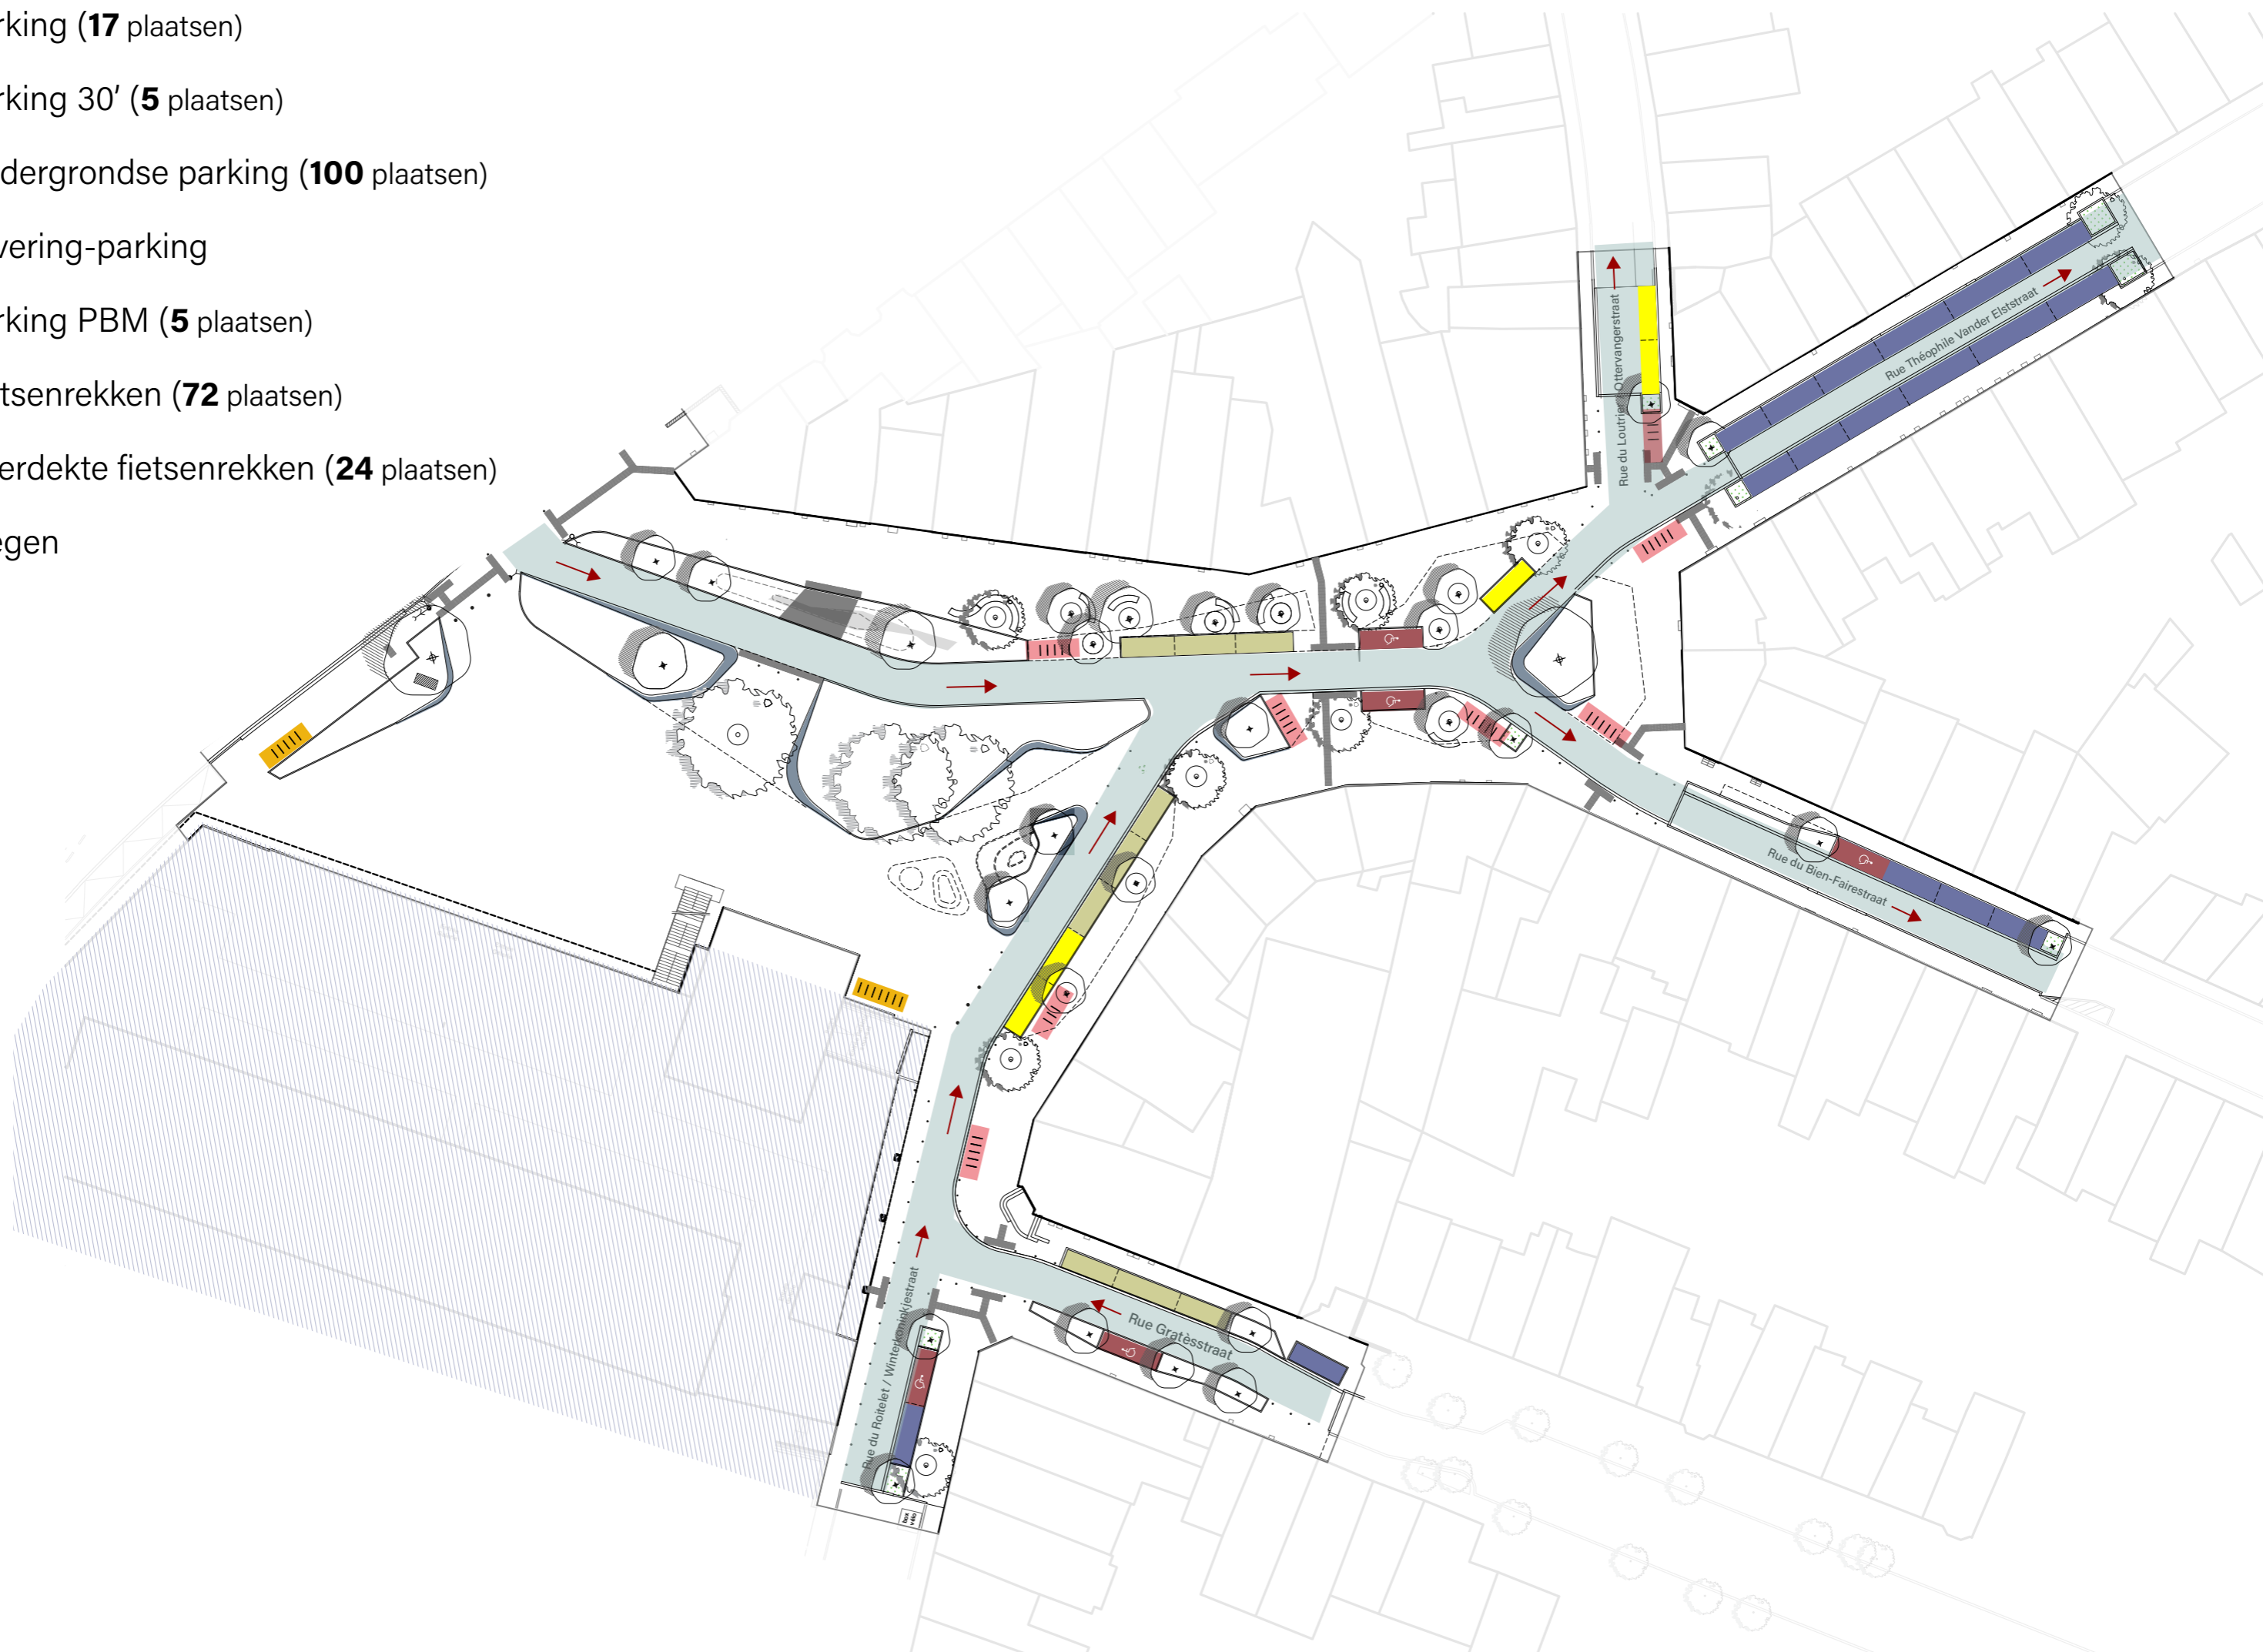 rking (17 plaatsen)
rking 30' (5 plaatsen)
dergrondse parking (100 plaatsen)
vering-parking
rking PBM (5 plaatsen)
tsenrekken (72 plaatsen)
erdekte fietsenrekken (24 plaatsen)
egen
Rue du Loutrier / Ottervangerstraat
Rue Théophile Vander Elststraat
Rue du Bien-Fairestraat
Rue Gratèsstraat
Rue du Roitelet / Winterkoninkjestraat
box
vélo